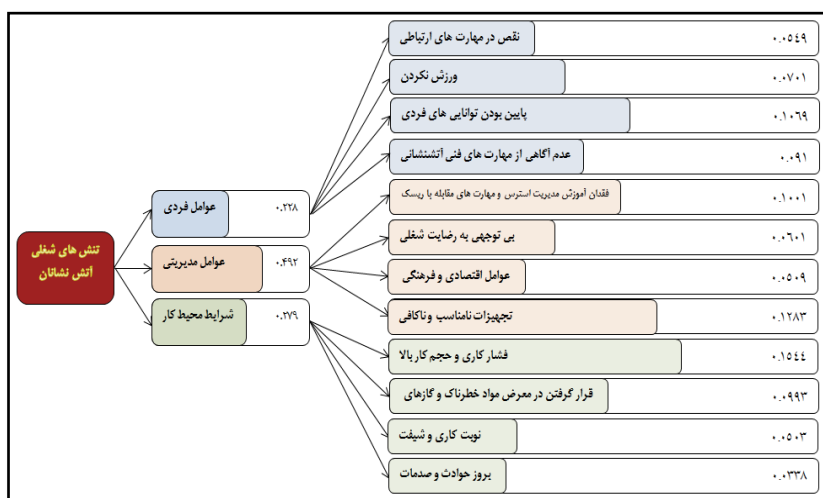 تنش های شغلی
آتش نشانان
عوامل فردی ۰.۲۲۸
عوامل مدیریتی ۰.۴۹۲
شرایط محیط کار ۰.۲۷۹
نقص در مهارت های ارتباطی ۰.۰۵٤۹
ورزش نکردن ۰.۰۷۰۱
پایین بودن توانایی های فردی ۰.۱۰٦۹
عدم آگاهی از مهارت های فنی آتشنشانی ۰.۰۹۱
فقدان آموزش مدیریت استرس و مهارت های مقابله با ریسک ۰.۱۰۰۱
بی توجهی به رضایت شغلی ۰.۰٦۰۱
عوامل اقتصادی و فرهنگی ۰.۰۵۰۹
تجهیزات نامناسب و ناکافی ۰.۱۲۸۳
فشار کاری و حجم کار بالا ۰.۱۵٤٤
قرار گرفتن در معرض مواد خطرناک و گازهای ۰.۰۹۹۳
نوبت کاری و شیفت ۰.۰۵۰۳
بروز حوادث و صدمات ۰.۰۳۳۸